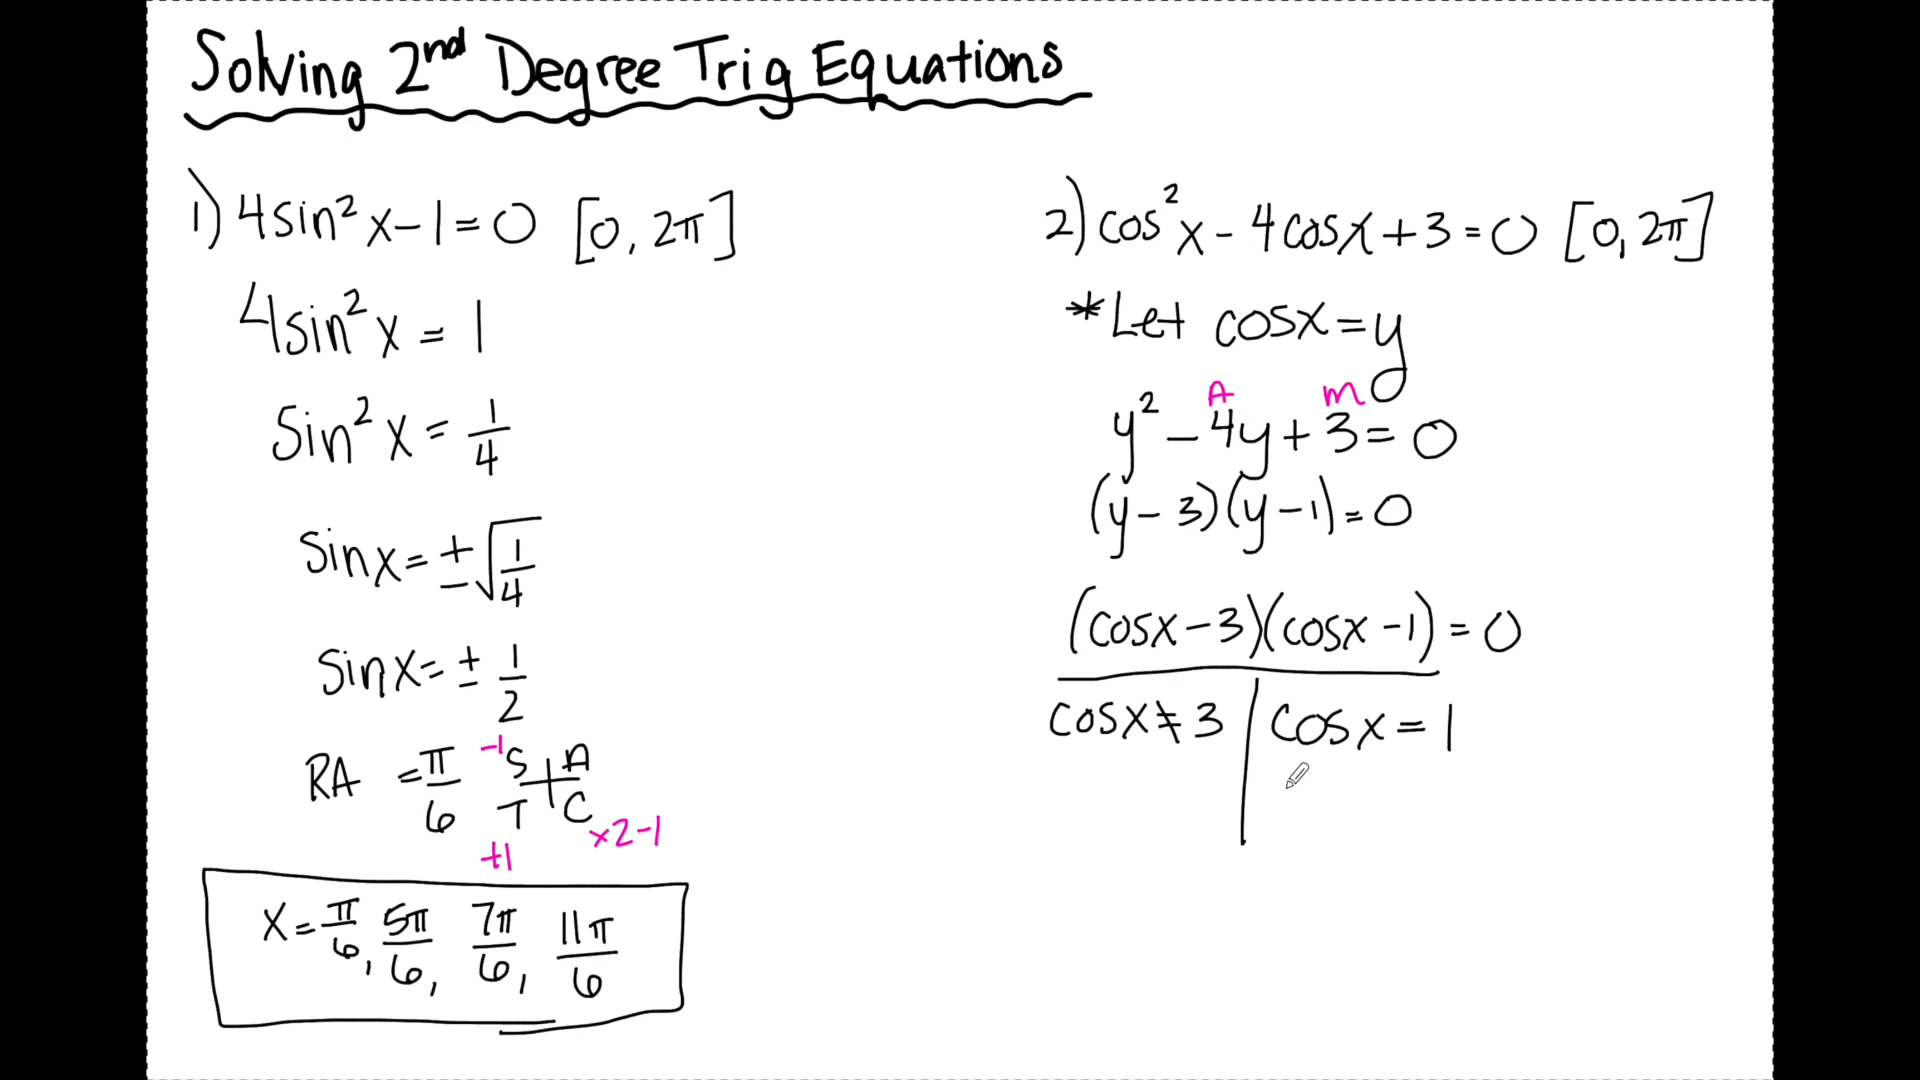 Solving 2nd Degree Trig Equations
1) 4sin²x-1=0 [0, 2π]
4sin²x = 1
Sin²x = 1/4
Sinx = ±√(1/4)
Sinx = ± 1/2
RA = π/6 -1 S A
T C
+1 x2-1
X = π/6, 5π/6, 7π/6, 11π/6
2) cos²x - 4cosx + 3 = 0 [0, 2π]
*Let cosx = y
A m
y² - 4y + 3 = 0
(y - 3)(y - 1) = 0
(cosx - 3)(cosx - 1) = 0
cosx ≠ 3 | cosx = 1